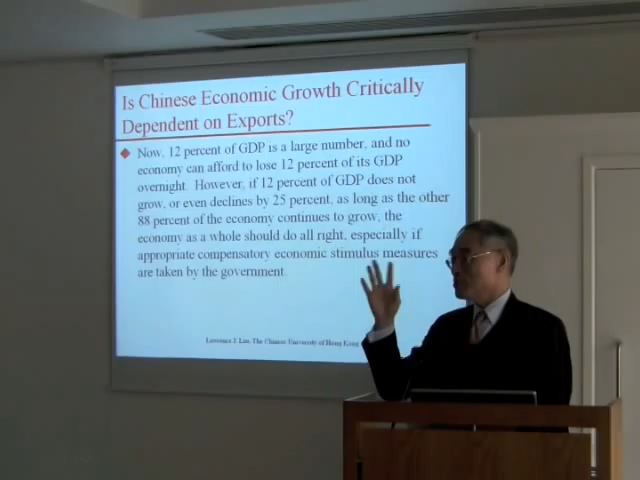 Is Chinese Economic Growth Critically
Dependent on Exports?
Now, 12 percent of GDP is a large number, and no
economy can afford to lose 12 percent of its GDP
overnight. However, if 12 percent of GDP does not
grow, or even declines by 25 percent, as long as the other
88 percent of the economy continues to grow, the
economy as a whole should do all right, especially if
appropriate compensatory economic stimulus measures
are taken by the government.
Lawrence J. Lau, The Chinese University of Hong Kong